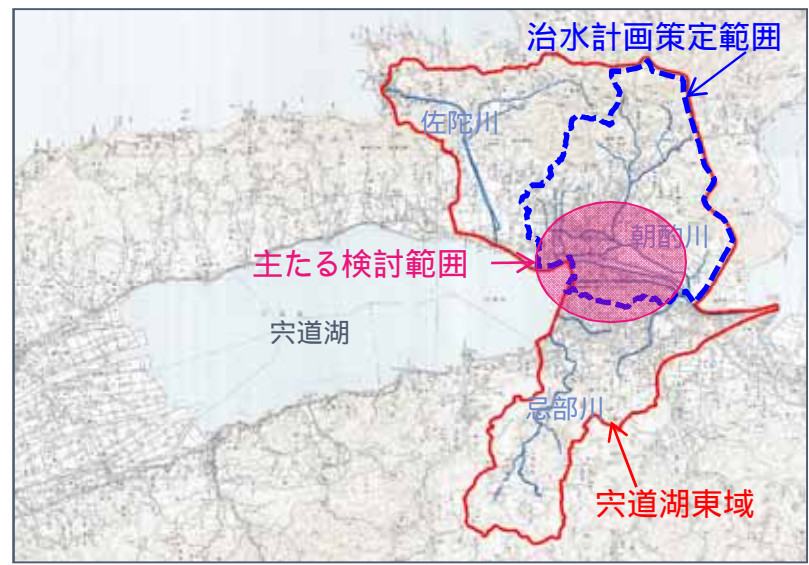 治水計画策定範囲
佐陀川
朝酌川
主たる検討範囲
宍道湖
忌部川
宍道湖東域